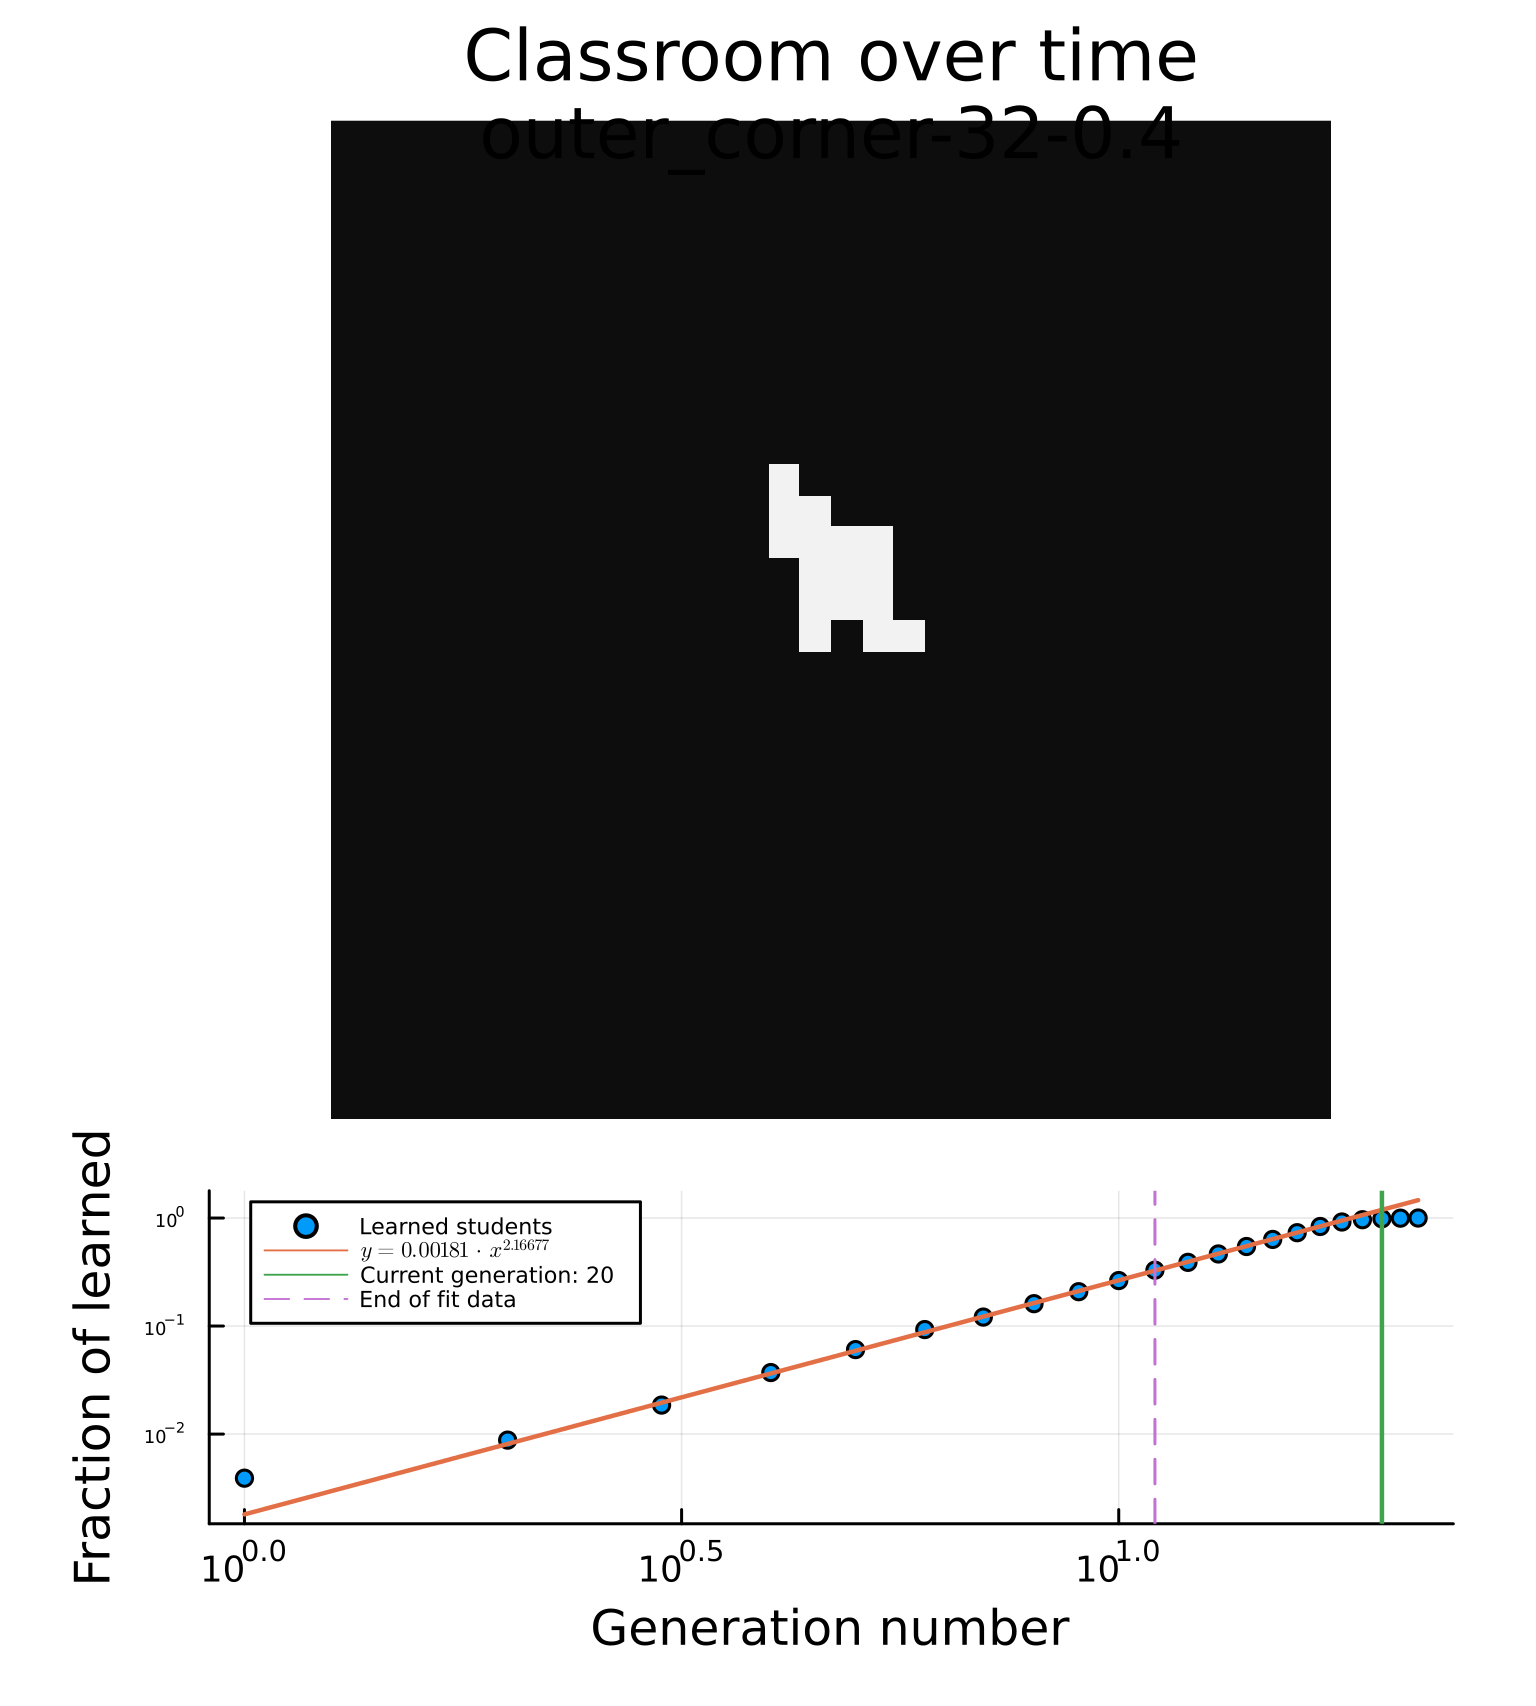 Classroom over time
outer_corner-32-0.4
Fraction of learned
10⁰
10⁻¹
10⁻²
Learned students
y = 0.00181 · x^2.16677
Current generation: 20
End of fit data
10^0.0
10^0.5
10^1.0
Generation number